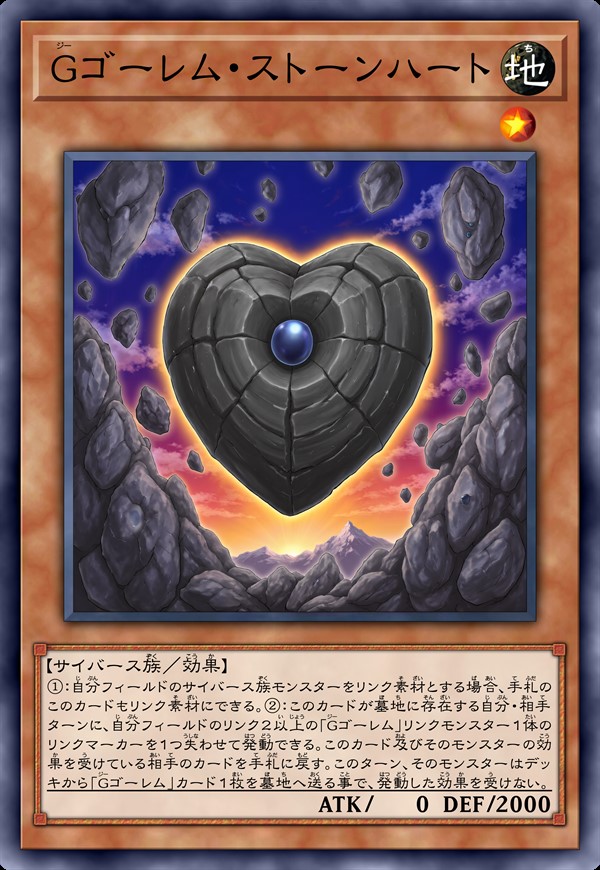 Gゴーレム・ストーンハート
地
【サイバース族/効果】
①:自分フィールドのサイバース族モンスターをリンク素材とする場合、手札の
このカードもリンク素材にできる。②:このカードが墓地に存在する自分・相手
ターンに、自分フィールドのリンク2以上の「Gゴーレム」リンクモンスター1体の
リンクマーカーを1つ失わせて発動できる。このカード及びそのモンスターの効
果を受けている相手のカードを手札に戻す。このターン、そのモンスターはデッ
キから「Gゴーレム」カード1枚を墓地へ送る事で、発動した効果を受けない。
ATK/ 0 DEF/2000